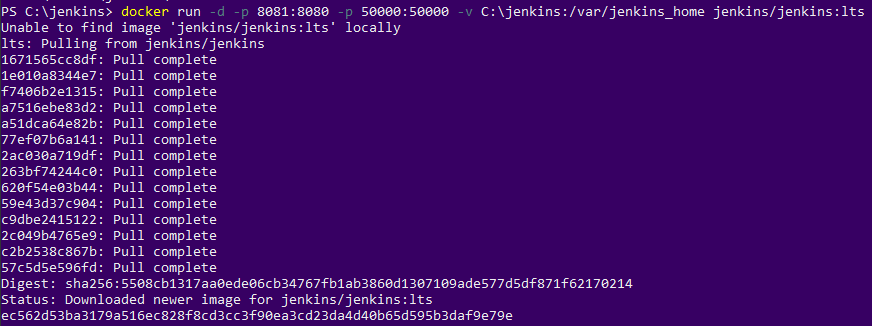 PS C:\jenkins> docker run -d -p 8081:8080 -p 50000:50000 -v C:\jenkins:/var/jenkins_home jenkins/jenkins:lts
Unable to find image 'jenkins/jenkins:lts' locally
lts: Pulling from jenkins/jenkins
1671565cc8df: Pull complete
1e010a8344e7: Pull complete
f7406b2e1315: Pull complete
a7516ebe83d2: Pull complete
a51dca64e82b: Pull complete
77ef07b6a141: Pull complete
2ac030a719df: Pull complete
263bf74244c0: Pull complete
620f54e03b44: Pull complete
59e43d37c904: Pull complete
c9dbe2415122: Pull complete
2c049b4765e9: Pull complete
c2b2538c867b: Pull complete
57c5d5e596fd: Pull complete
Digest: sha256:5508cb1317aa0ede06cb34767fb1ab3860d1307109ade577d5df871f62170214
Status: Downloaded newer image for jenkins/jenkins:lts
ec562d53ba3179a516ec828f8cd3cc3f90ea3cd23da4d40b65d595b3daf9e79e